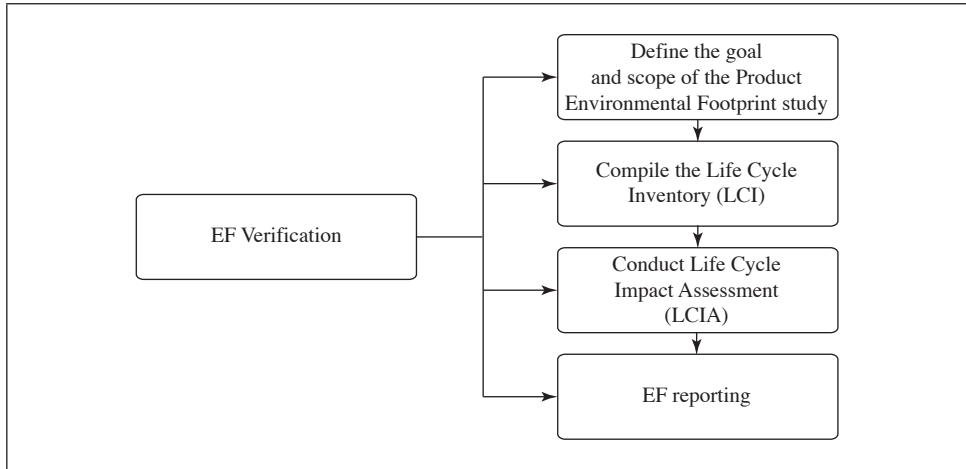 Define the goal
and scope of the Product
Environmental Footprint study
Compile the Life Cycle
Inventory (LCI)
EF Verification
Conduct Life Cycle
Impact Assessment
(LCIA)
EF reporting